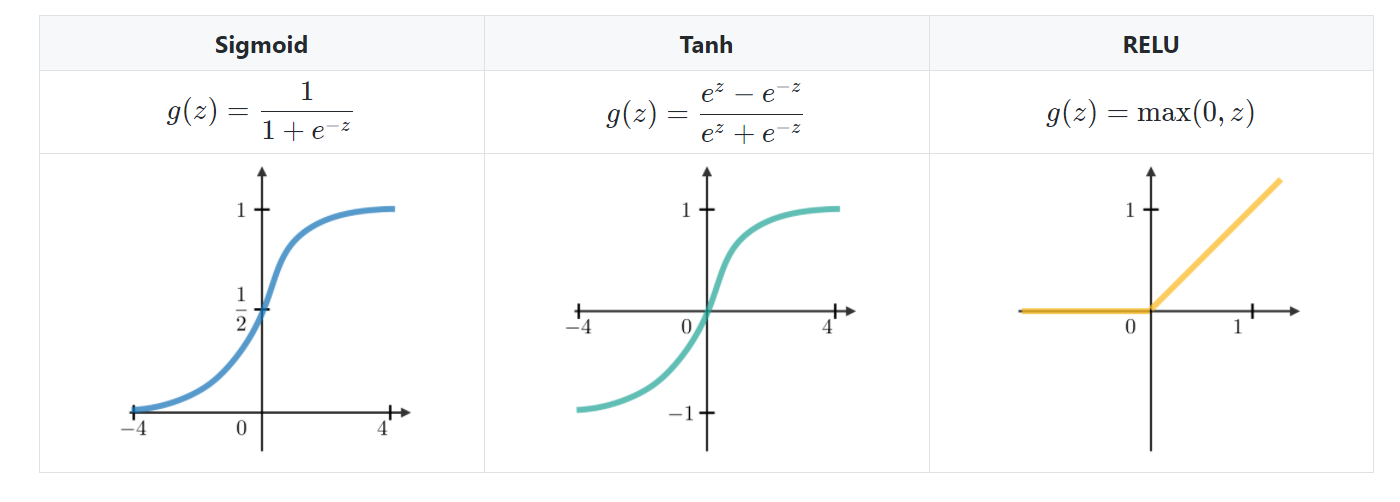 Sigmoid Tanh RELU
g(z) = 1 / (1 + e^{−z}) g(z) = (e^z − e^{−z}) / (e^z + e^{−z}) g(z) = max(0, z)
1
1/2
−4 0 4
1
−4 0 4
−1
1
0 1